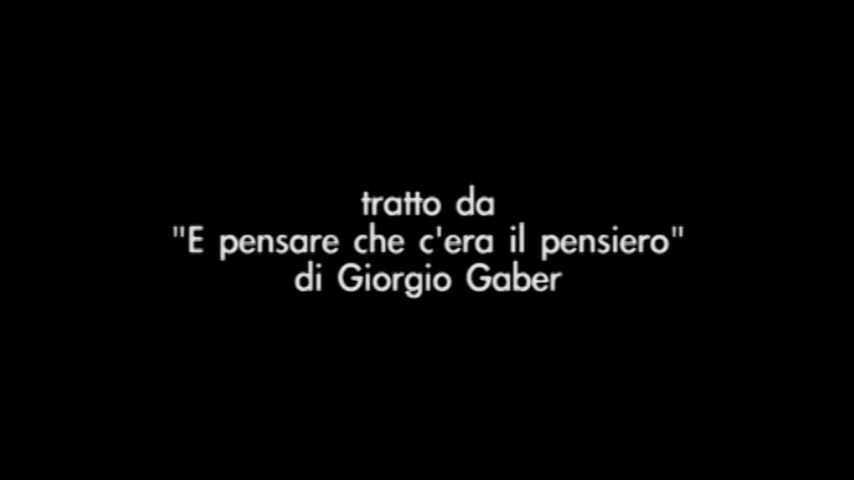 tratto da
"E pensare che c'era il pensiero"
di Giorgio Gaber